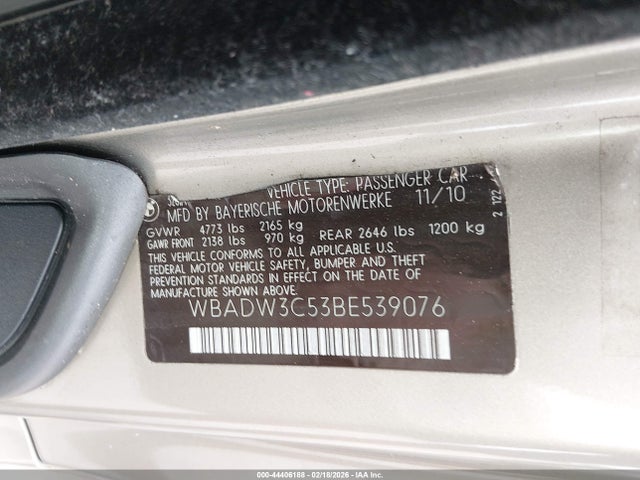 VEHICLE TYPE: PASSENGER CAR
MFD BY BAYERISCHE MOTORENWERKE 11/10
GVWR 4773 lbs 2165 kg
GAWR FRONT 2138 lbs 970 kg REAR 2646 lbs 1200 kg
THIS VEHICLE CONFORMS TO ALL APPLICABLE U.S.
FEDERAL MOTOR VEHICLE SAFETY, BUMPER AND THEFT
PREVENTION STANDARDS IN EFFECT ON THE DATE OF
MANUFACTURE SHOWN ABOVE.
WBADW3C53BE539076
2 122
000-44406168 - 02/18/2026 - IAA Inc.